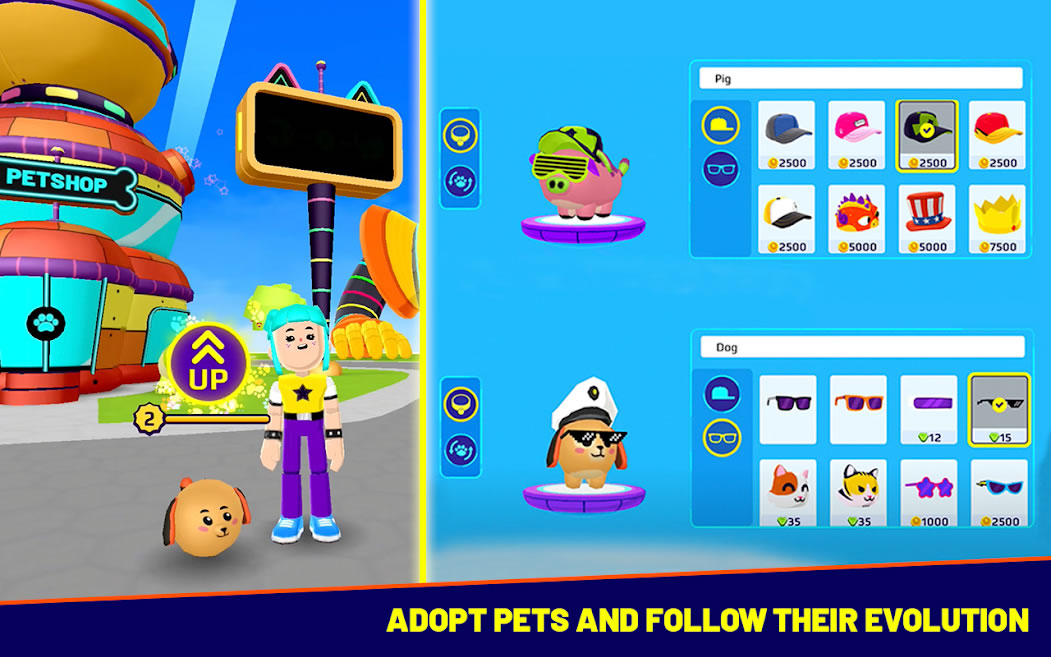 PETSHOP
UP
2
Pig
2500 2500 2500 2500
2500 5000 5000 7500
Dog
12 15
35 35 1000 2500
ADOPT PETS AND FOLLOW THEIR EVOLUTION